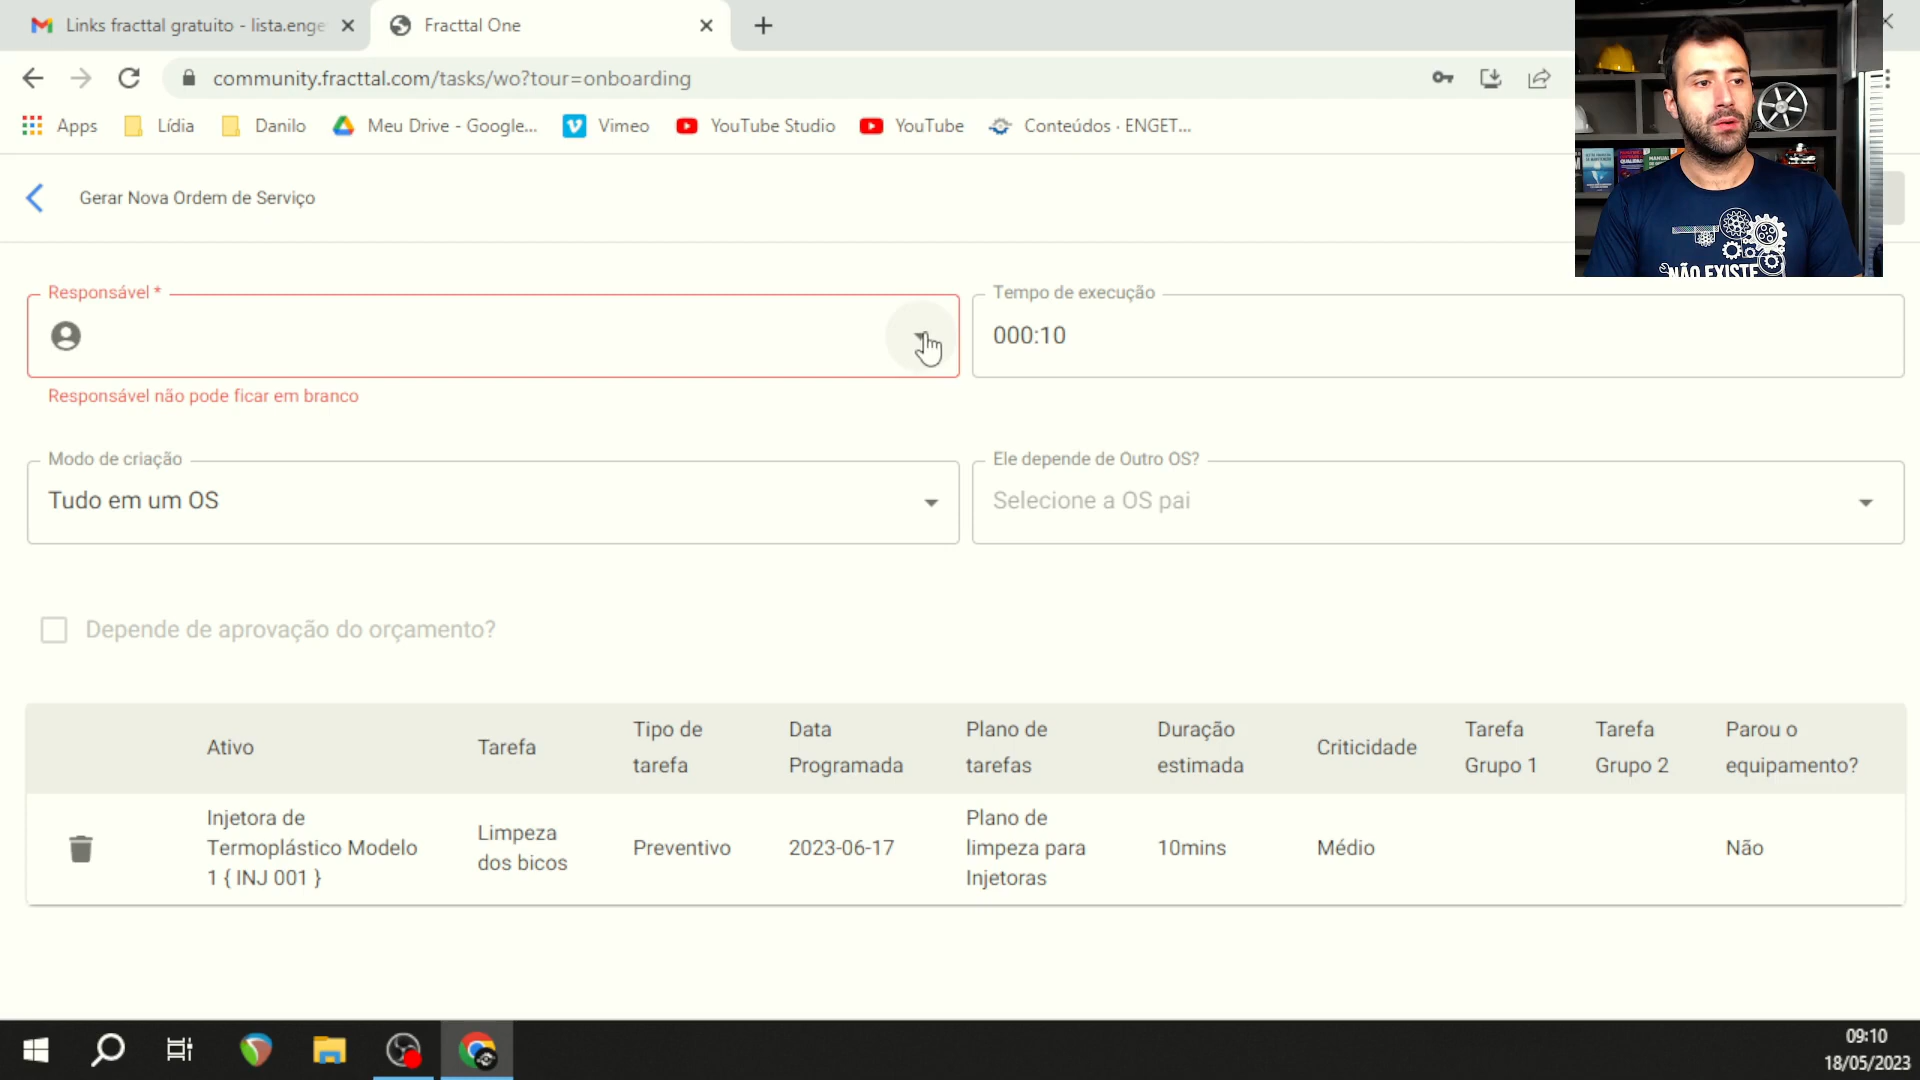 Links fracttal gratuito - lista.enge
Fracttal One
community.fracttal.com/tasks/wo?tour=onboarding
Apps
Lídia
Danilo
Meu Drive - Google...
Vimeo
YouTube Studio
YouTube
Conteúdos · ENGET...
Gerar Nova Ordem de Serviço
NÃO EXISTE
Responsável *
Responsável não pode ficar em branco
Tempo de execução
000:10
Modo de criação
Tudo em um OS
Ele depende de Outro OS?
Selecione a OS pai
Depende de aprovação do orçamento?
Ativo
Tarefa
Tipo de
tarefa
Data
Programada
Plano de
tarefas
Duração
estimada
Criticidade
Tarefa
Grupo 1
Tarefa
Grupo 2
Parou o
equipamento?
Injetora de
Termoplástico Modelo
1 { INJ 001 }
Limpeza
dos bicos
Preventivo
2023-06-17
Plano de
limpeza para
Injetoras
10mins
Médio
Não
09:10
18/05/2023